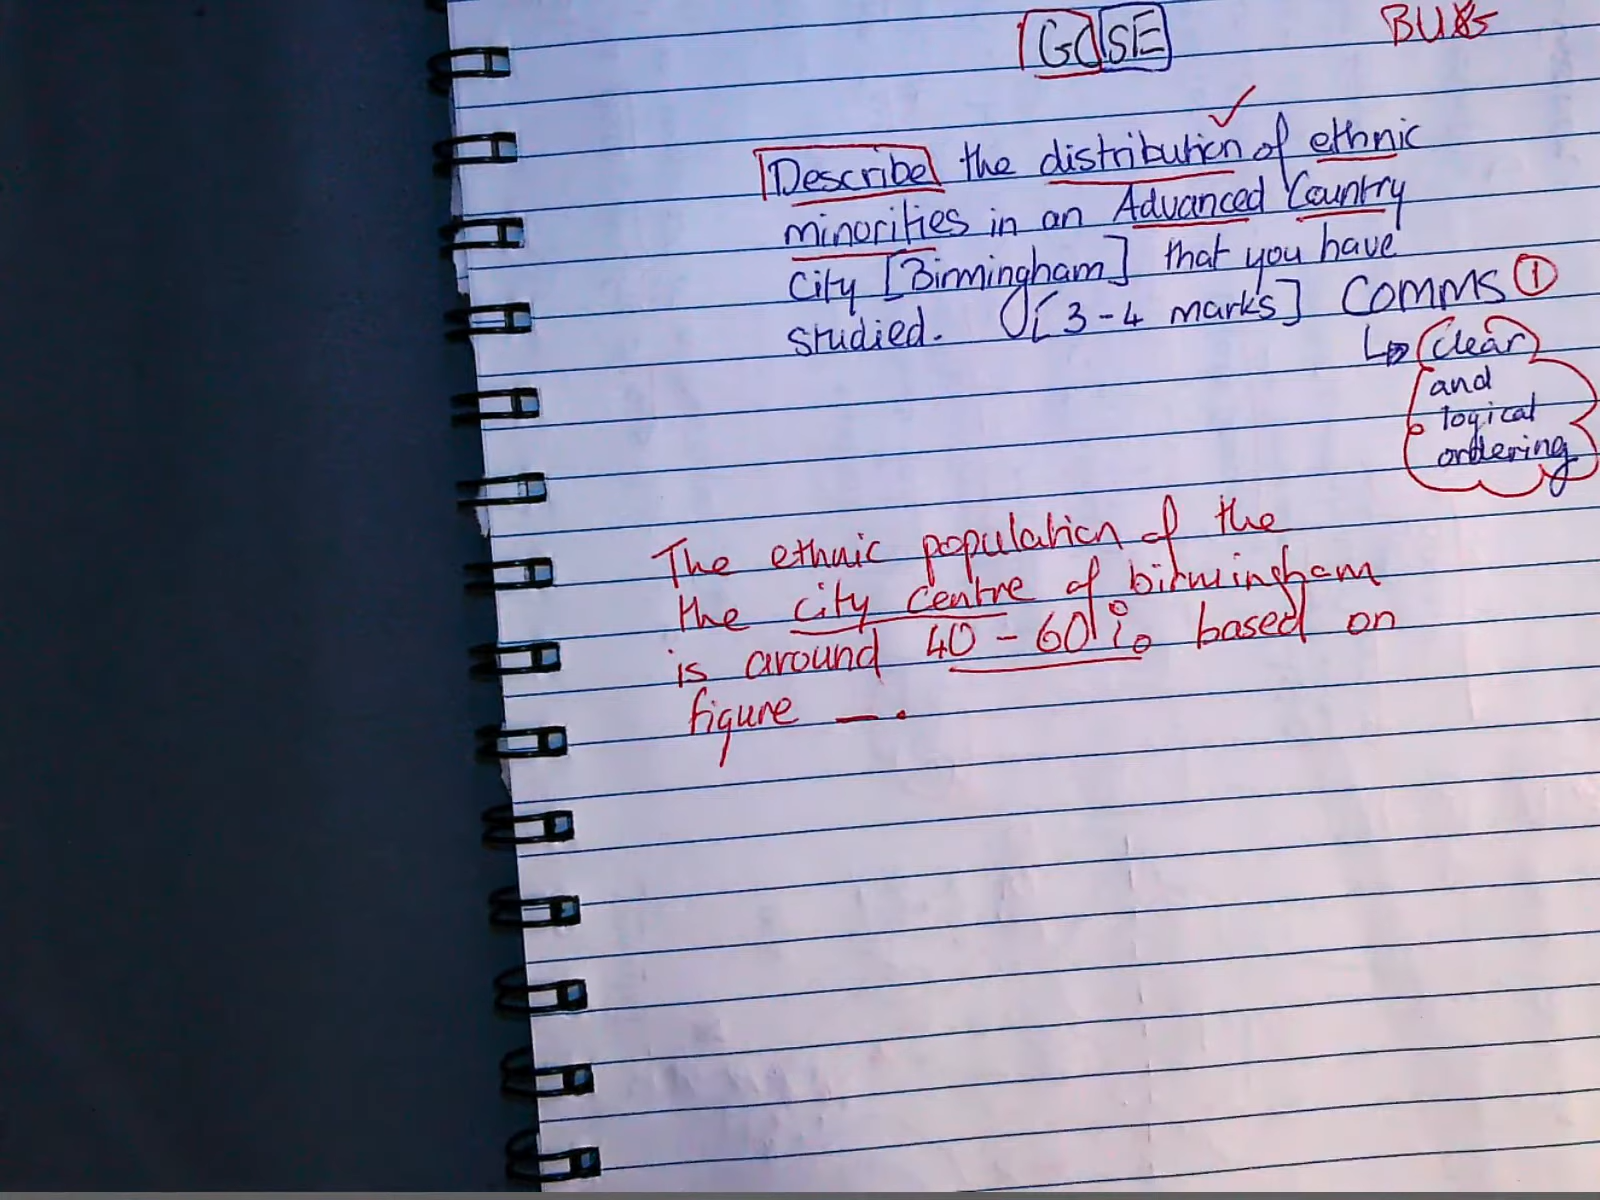 GCSE
BUG
Describe the distribution of ethnic
minorities in an Advanced Country
City [Birmingham] that you have
studied. [3-4 marks] COMMS ①
↳ clear
and
logical
ordering
The ethnic population of the
the city centre of birmingham
is around 40 - 60% based on
figure —.